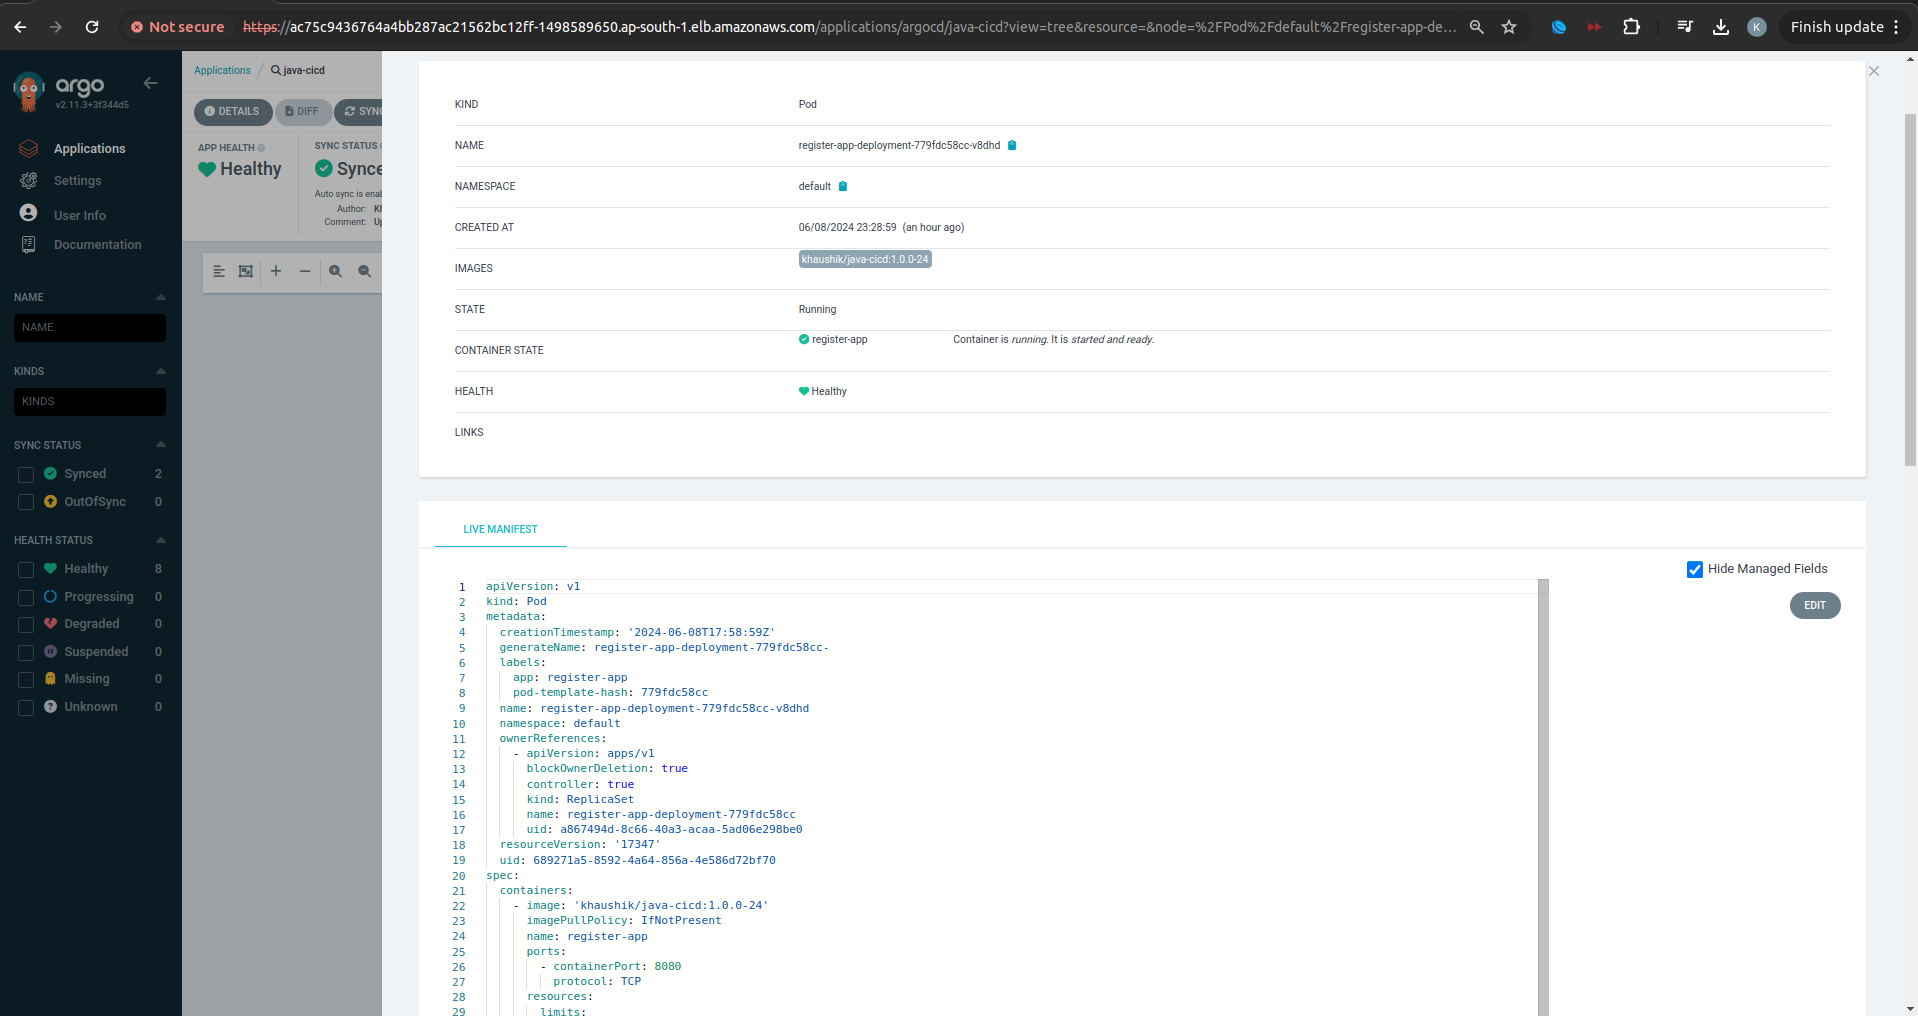 Not secure
https://ac75c9436764a4bb287ac21562bc12ff-1498589650.ap-south-1.elb.amazonaws.com/applications/argocd/java-cicd?view=tree&resource=&node=%2FPod%2Fdefault%2Fregister-app-de...
K
Finish update
argo
v2.11.3+3f344d5
Applications
Settings
User Info
Documentation
NAME
NAME
KINDS
KINDS
SYNC STATUS
Synced 2
OutOfSync 0
HEALTH STATUS
Healthy 8
Progressing 0
Degraded 0
Suspended 0
Missing 0
Unknown 0
Applications / java-cicd
DETAILS DIFF SYNC
APP HEALTH
Healthy
SYNC STATUS
Synce
Auto sync is enab
Author:
Comment: Up
KIND Pod
NAME register-app-deployment-779fdc58cc-v8dhd
NAMESPACE default
CREATED AT 06/08/2024 23:28:59 (an hour ago)
IMAGES khaushik/java-cicd:1.0.0-24
STATE Running
CONTAINER STATE register-app Container is running. It is started and ready.
HEALTH Healthy
LINKS
LIVE MANIFEST
Hide Managed Fields
EDIT
1 apiVersion: v1
2 kind: Pod
3 metadata:
4 creationTimestamp: '2024-06-08T17:58:59Z'
5 generateName: register-app-deployment-779fdc58cc-
6 labels:
7 app: register-app
8 pod-template-hash: 779fdc58cc
9 name: register-app-deployment-779fdc58cc-v8dhd
10 namespace: default
11 ownerReferences:
12 - apiVersion: apps/v1
13 blockOwnerDeletion: true
14 controller: true
15 kind: ReplicaSet
16 name: register-app-deployment-779fdc58cc
17 uid: a867494d-8c66-40a3-acaa-5ad06e298be0
18 resourceVersion: '17347'
19 uid: 689271a5-8592-4a64-856a-4e586d72bf70
20 spec:
21 containers:
22 - image: 'khaushik/java-cicd:1.0.0-24'
23 imagePullPolicy: IfNotPresent
24 name: register-app
25 ports:
26 - containerPort: 8080
27 protocol: TCP
28 resources:
29 limits: